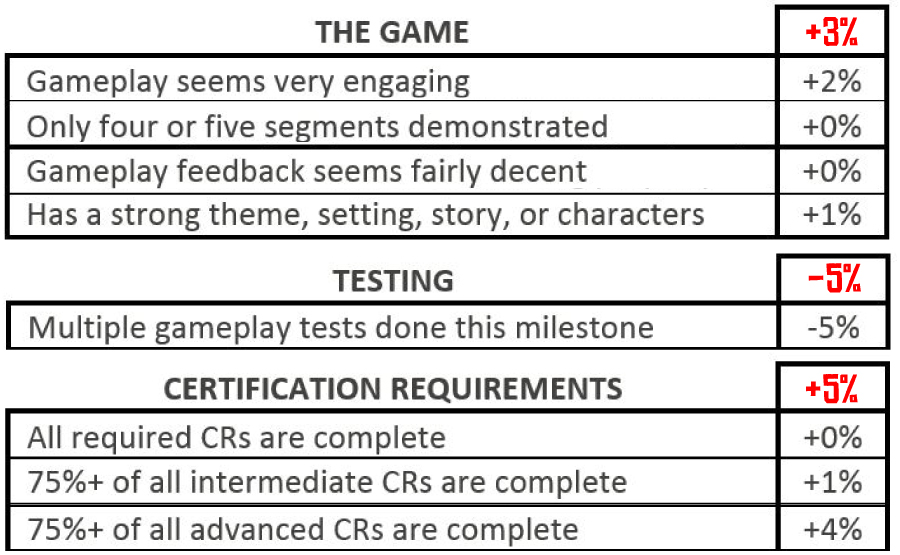 THE GAME +3%
Gameplay seems very engaging +2%
Only four or five segments demonstrated +0%
Gameplay feedback seems fairly decent +0%
Has a strong theme, setting, story, or characters +1%
TESTING -5%
Multiple gameplay tests done this milestone -5%
CERTIFICATION REQUIREMENTS +5%
All required CRs are complete +0%
75%+ of all intermediate CRs are complete +1%
75%+ of all advanced CRs are complete +4%